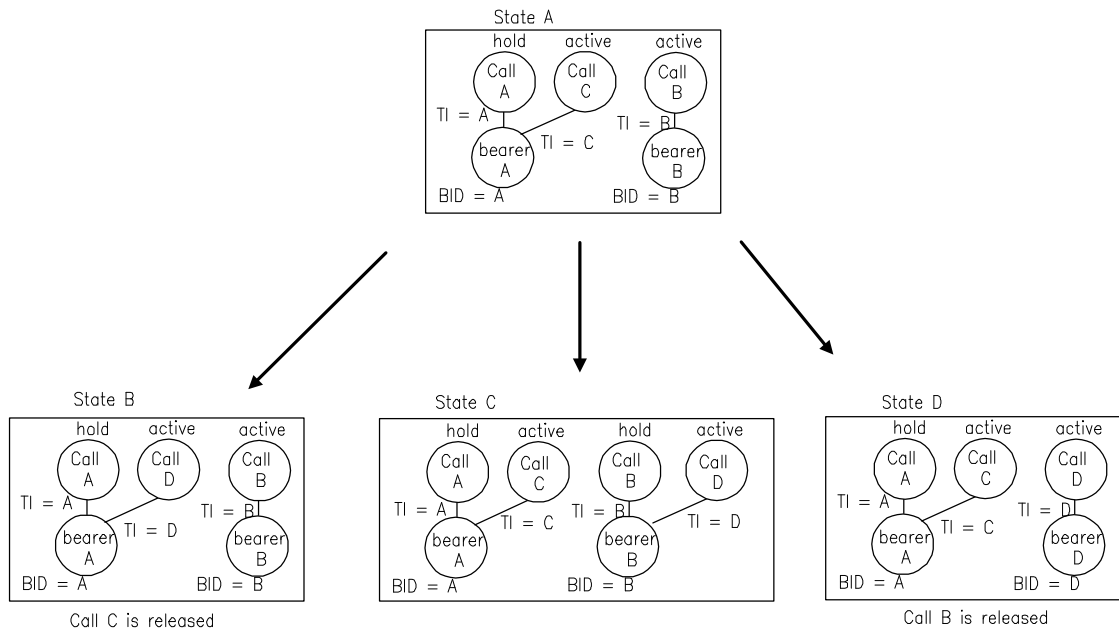 State A
hold active active
Call A Call C Call B
TI = A TI = C TI = B
bearer A bearer B
BID = A BID = B
State B
hold active active
Call A Call D Call B
TI = A TI = D TI = B
bearer A bearer B
BID = A BID = B
Call C is released
State C
hold active hold active
Call A Call C Call B Call D
TI = A TI = C TI = B TI = D
bearer A bearer B
BID = A BID = B
State D
hold active active
Call A Call C Call D
TI = A TI = C TI = D
bearer A bearer D
BID = A BID = D
Call B is released